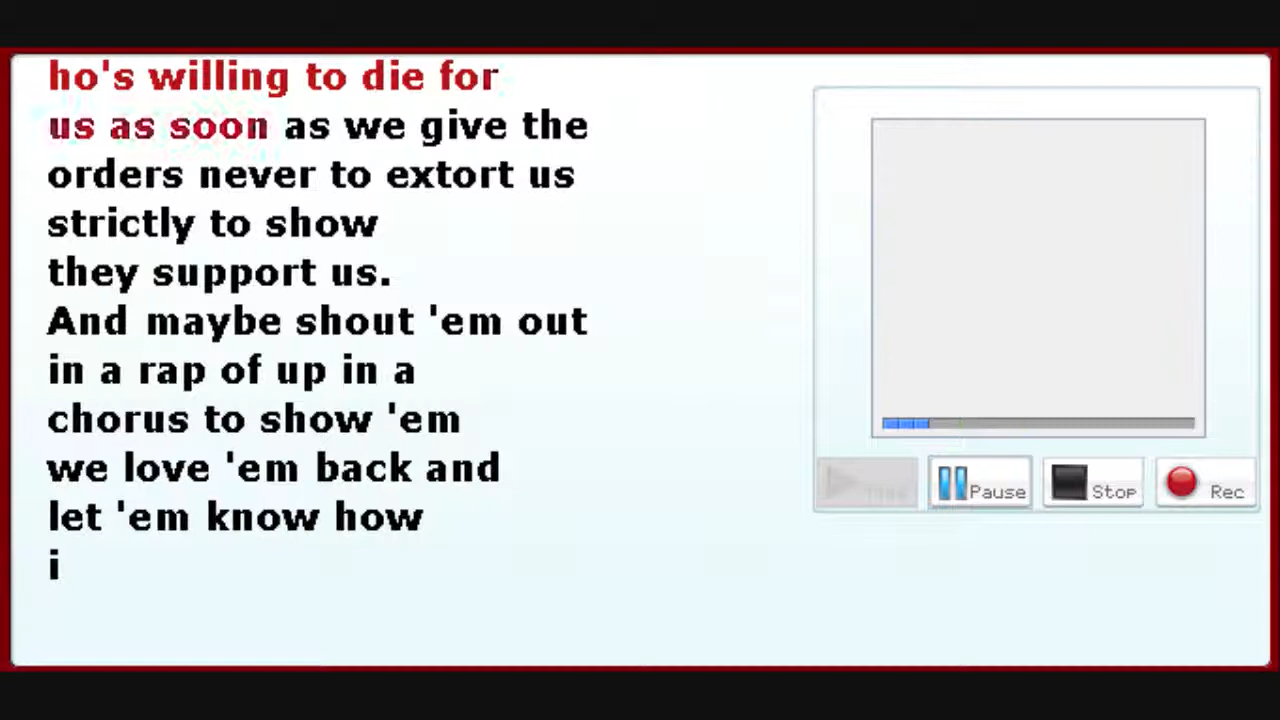 ho's willing to die for
us as soon as we give the
orders never to extort us
strictly to show
they support us.
And maybe shout 'em out
in a rap of up in a
chorus to show 'em
we love 'em back and
let 'em know how
i
Pause
Stop
Rec